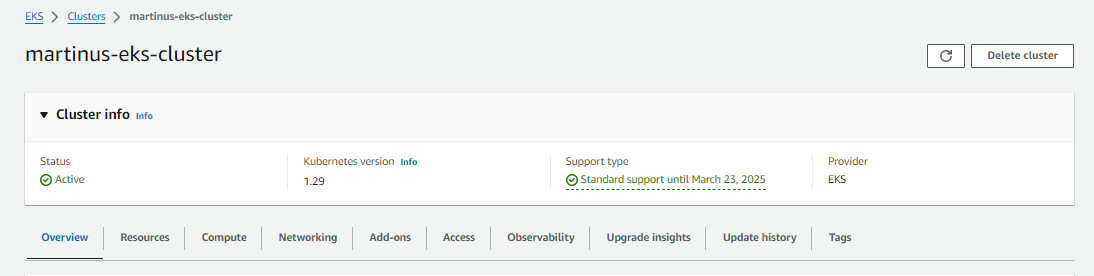 EKS > Clusters > martinus-eks-cluster
martinus-eks-cluster
Delete cluster
Cluster info Info
Status
Active
Kubernetes version Info
1.29
Support type
Standard support until March 23, 2025
Provider
EKS
Overview Resources Compute Networking Add-ons Access Observability Upgrade insights Update history Tags